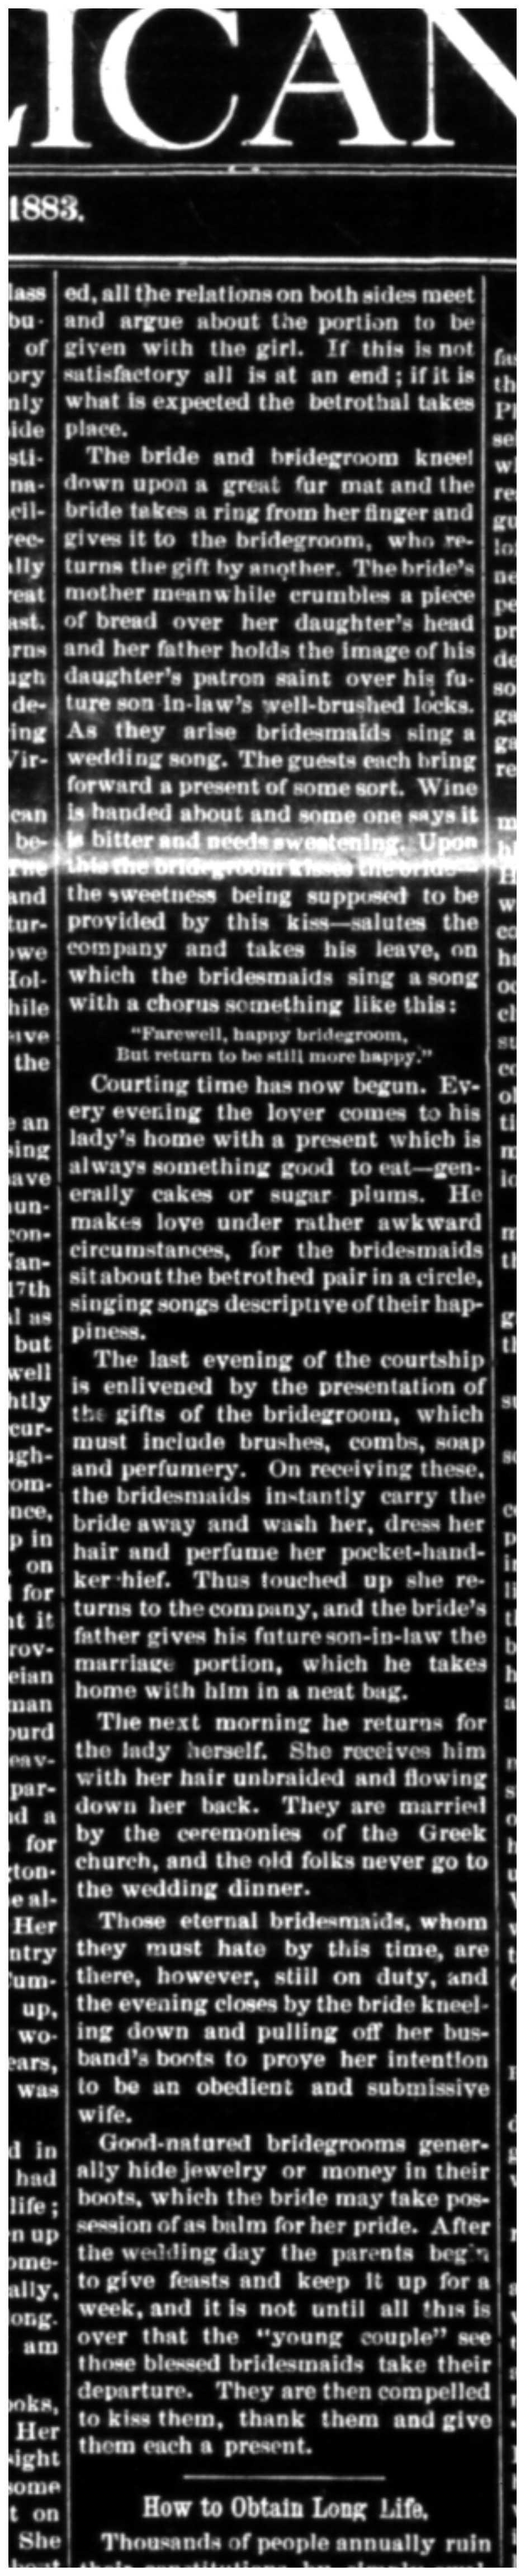 LICAN
1883.
ed, all the relations on both sides meet
and argue about the portion to be
given with the girl. If this is not
satisfactory all is at an end; if it is
what is expected the betrothal takes
place.
The bride and bridegroom kneel
down upon a great fur mat and the
bride takes a ring from her finger and
gives it to the bridegroom, who re-
turns the gift by another. The bride's
mother meanwhile crumbles a piece
of bread over her daughter's head
and her father holds the image of his
daughter's patron saint over his fu-
ture son in-law's well-brushed locks.
As they arise bridesmaids sing a
wedding song. The guests each bring
forward a present of some sort. Wine
is handed about and some one says it
is bitter and needs sweetening. Upon
this the bridegroom kisses the bride—
the sweetness being supposed to be
provided by this kiss—salutes the
company and takes his leave, on
which the bridesmaids sing a song
with a chorus something like this:
"Farewell, happy bridegroom,
But return to be still more happy."
Courting time has now begun. Ev-
ery evening the lover comes to his
lady's home with a present which is
always something good to eat—gen-
erally cakes or sugar plums. He
makes love under rather awkward
circumstances, for the bridesmaids
sit about the betrothed pair in a circle,
singing songs descriptive of their hap-
piness.
The last evening of the courtship
is enlivened by the presentation of
the gifts of the bridegroom, which
must include brushes, combs, soap
and perfumery. On receiving these,
the bridesmaids instantly carry the
bride away and wash her, dress her
hair and perfume her pocket-hand-
kerchief. Thus touched up she re-
turns to the company, and the bride's
father gives his future son-in-law the
marriage portion, which he takes
home with him in a neat bag.
The next morning he returns for
the lady herself. She receives him
with her hair unbraided and flowing
down her back. They are married
by the ceremonies of the Greek
church, and the old folks never go to
the wedding dinner.
Those eternal bridesmaids, whom
they must hate by this time, are
there, however, still on duty, and
the evening closes by the bride kneel-
ing down and pulling off her hus-
band's boots to prove her intention
to be an obedient and submissive
wife.
Good-natured bridegrooms gener-
ally hide jewelry or money in their
boots, which the bride may take pos-
session of as balm for her pride. After
the wedding day the parents begin
to give feasts and keep it up for a
week, and it is not until all this is
over that the "young couple" see
those blessed bridesmaids take their
departure. They are then compelled
to kiss them, thank them and give
them each a present.
How to Obtain Long Life.
Thousands of people annually ruin